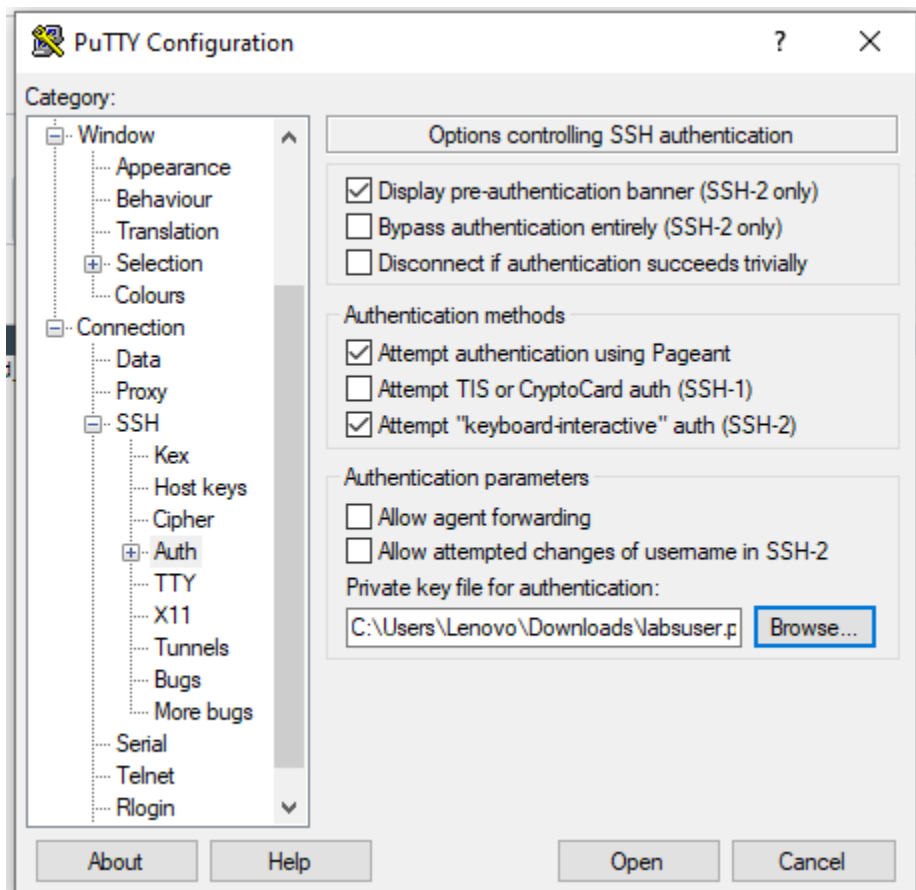 PuTTY Configuration
?
Category:
Window
Appearance
Behaviour
Translation
Selection
Colours
Connection
Data
Proxy
SSH
Kex
Host keys
Cipher
Auth
TTY
X11
Tunnels
Bugs
More bugs
Serial
Telnet
Rlogin
Options controlling SSH authentication
Display pre-authentication banner (SSH-2 only)
Bypass authentication entirely (SSH-2 only)
Disconnect if authentication succeeds trivially
Authentication methods
Attempt authentication using Pageant
Attempt TIS or CryptoCard auth (SSH-1)
Attempt "keyboard-interactive" auth (SSH-2)
Authentication parameters
Allow agent forwarding
Allow attempted changes of username in SSH-2
Private key file for authentication:
C:\Users\Lenovo\Downloads\labsuser.p
Browse...
About
Help
Open
Cancel